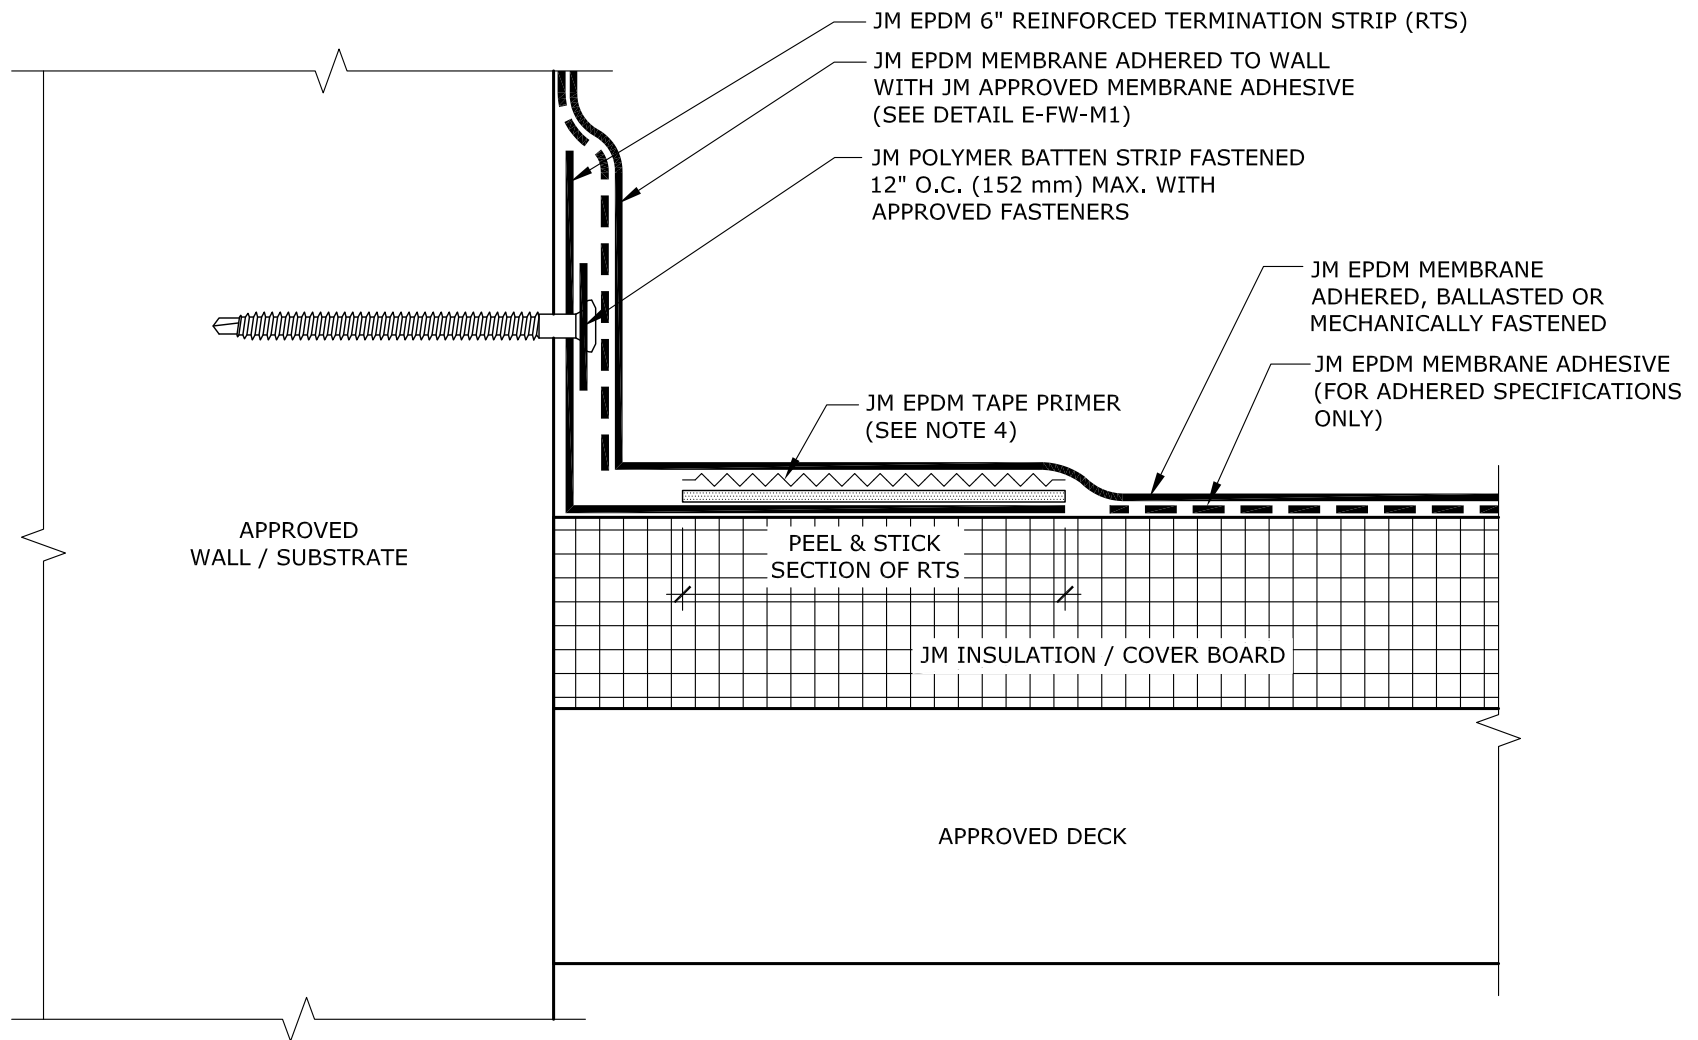 JM EPDM 6" REINFORCED TERMINATION STRIP (RTS)
JM EPDM MEMBRANE ADHERED TO WALL
WITH JM APPROVED MEMBRANE ADHESIVE
(SEE DETAIL E-FW-M1)
JM POLYMER BATTEN STRIP FASTENED
12" O.C. (152 mm) MAX. WITH
APPROVED FASTENERS
JM EPDM MEMBRANE
ADHERED, BALLASTED OR
MECHANICALLY FASTENED
JM EPDM MEMBRANE ADHESIVE
(FOR ADHERED SPECIFICATIONS
ONLY)
JM EPDM TAPE PRIMER
(SEE NOTE 4)
APPROVED
WALL / SUBSTRATE
PEEL & STICK
SECTION OF RTS
JM INSULATION / COVER BOARD
APPROVED DECK